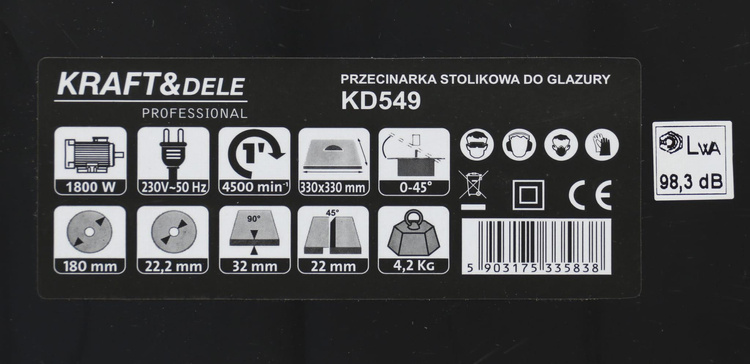 KRAFT&DELE
PROFESSIONAL
PRZECINARKA STOLIKOWA DO GLAZURY
KD549
1800 W
230V~50 Hz
1'
4500 min⁻¹
330x330 mm
0-45°
180 mm
22,2 mm
90°
32 mm
45°
22 mm
4,2 KG
CE
5 903175 335838
LWA
98,3 dB